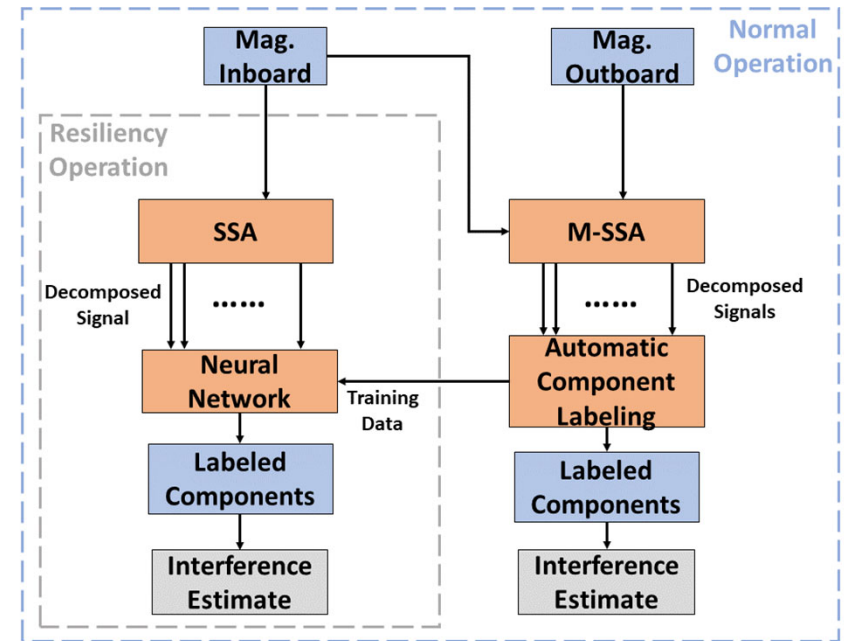 Mag.
Inboard
Mag.
Outboard
Normal
Operation
Resiliency
Operation
SSA
M-SSA
Decomposed
Signal
......
......
Decomposed
Signals
Neural
Network
Training
Data
Automatic
Component
Labeling
Labeled
Components
Labeled
Components
Interference
Estimate
Interference
Estimate